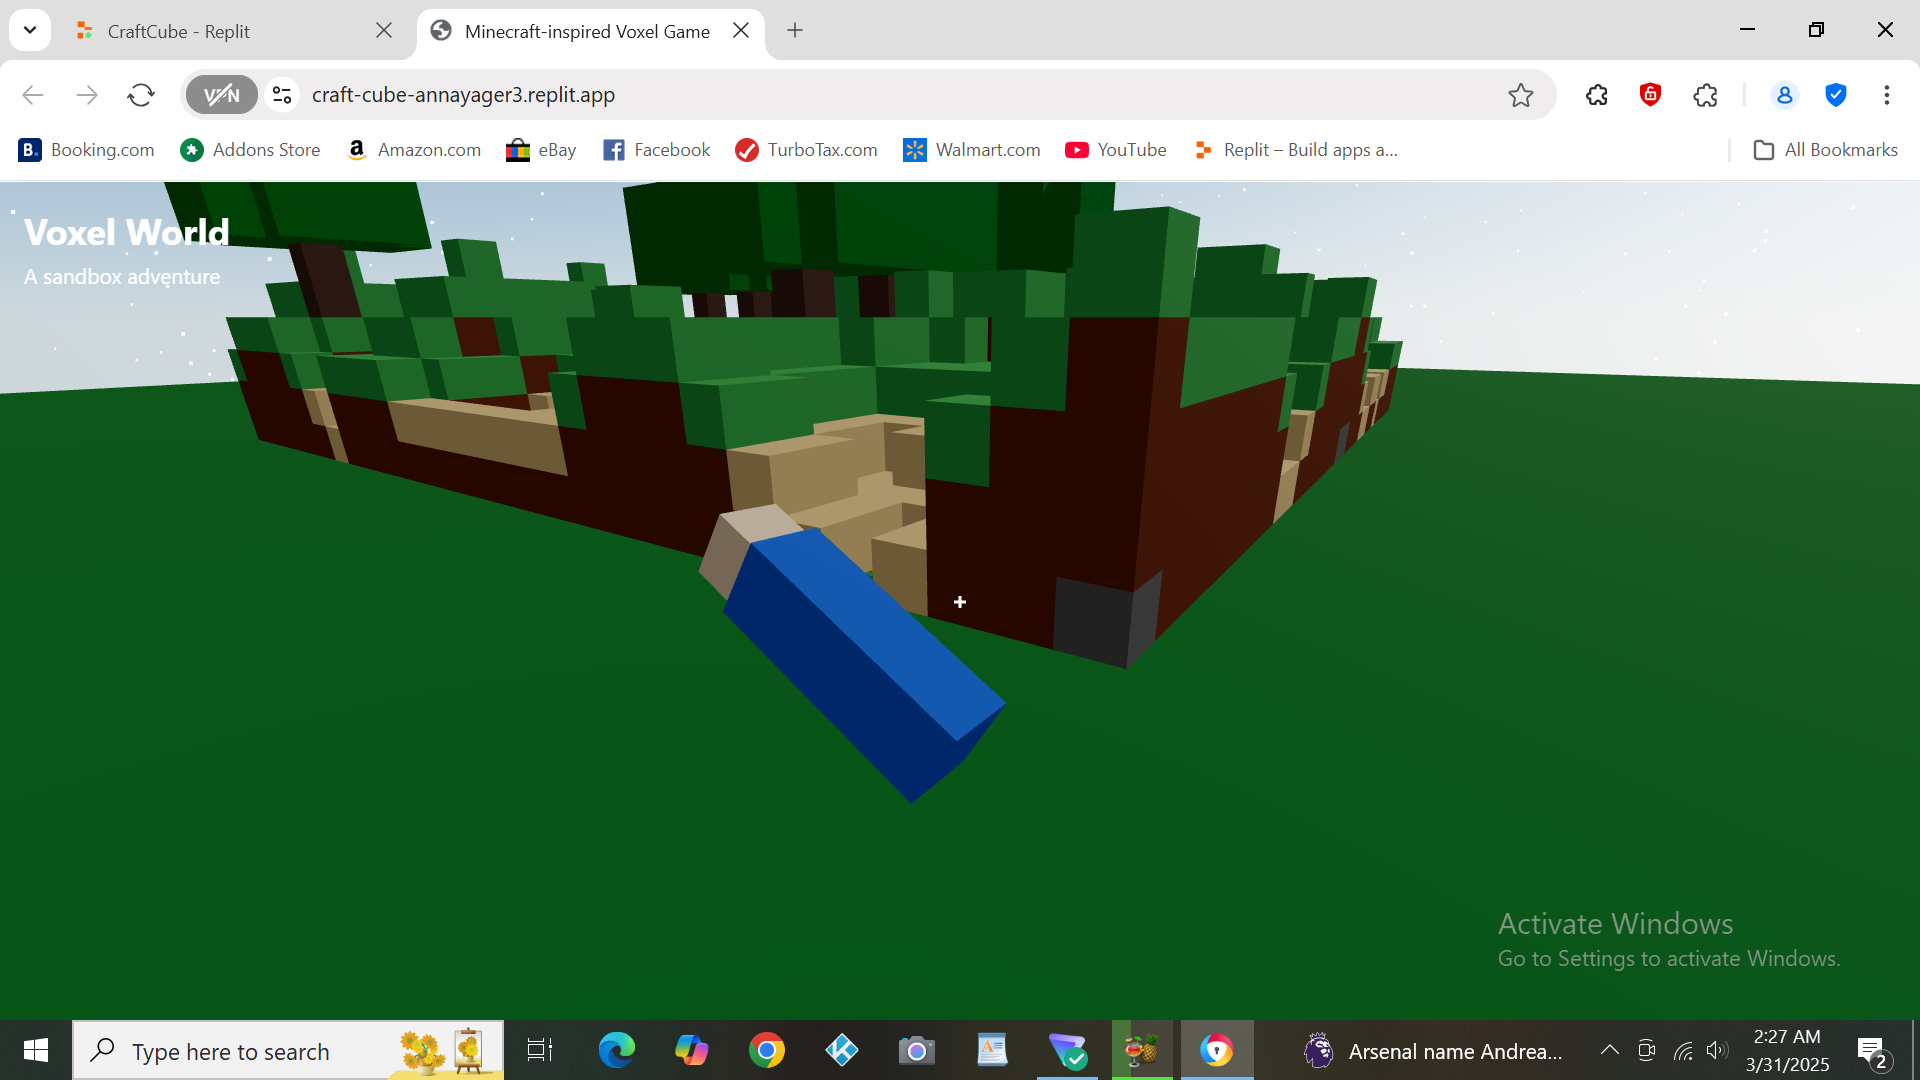 CraftCube - Replit
Minecraft-inspired Voxel Game
VPN
craft-cube-annayager3.replit.app
B. Booking.com
Addons Store
a Amazon.com
eBay
f Facebook
TurboTax.com
Walmart.com
YouTube
Replit – Build apps a...
All Bookmarks
Voxel World
A sandbox adventure
Activate Windows
Go to Settings to activate Windows.
Type here to search
Arsenal name Andrea...
2:27 AM
3/31/2025
2